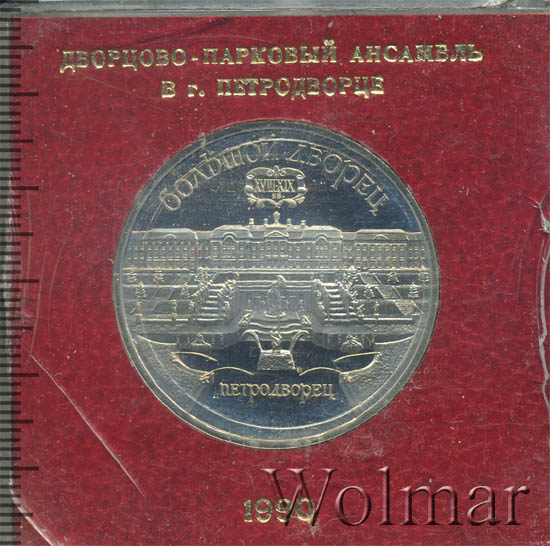 ДВОРЦОВО-ПАРКОВЫЙ АНСАМБЛЬ
В г. ПЕТРОДВОРЦЕ
БОЛЬШОЙ ДВОРЕЦ
XVIII-XIX
ВВ
ПЕТРОДВОРЕЦ
1990
Wolmar